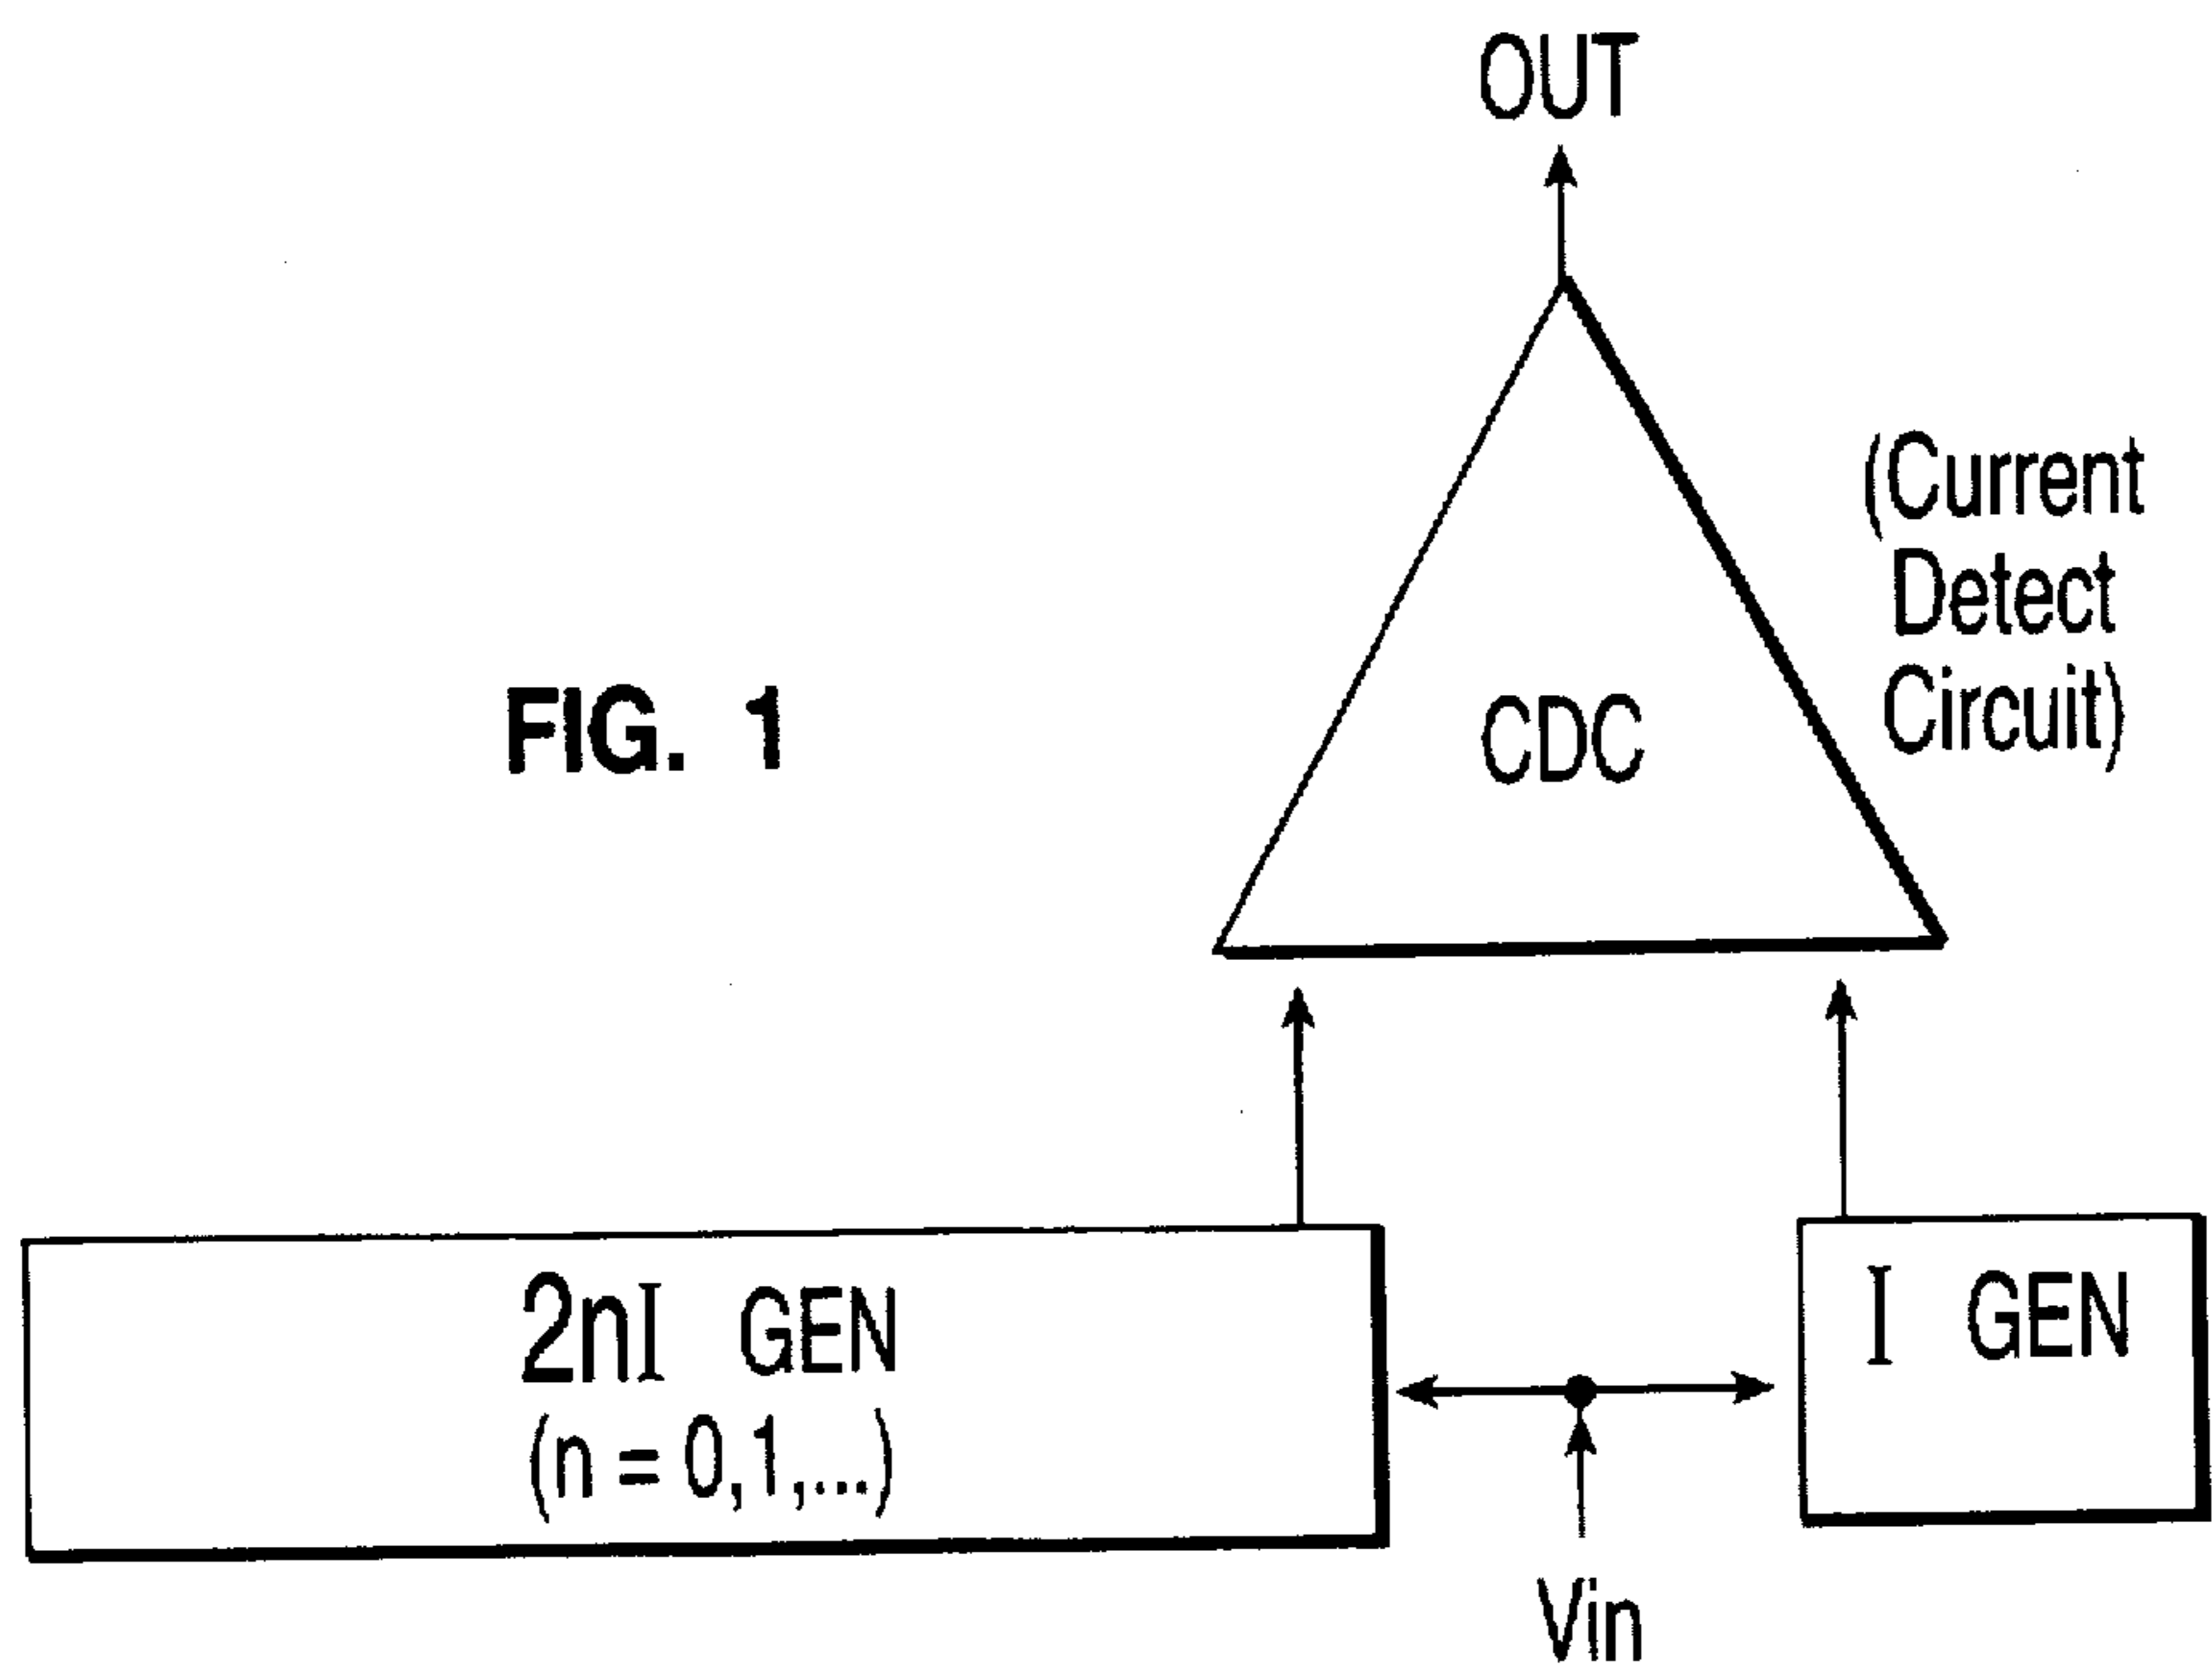 OUT
(Current
Detect
Circuit)
FIG. 1
CDC
2nI GEN
(n = 0,1,...)
I GEN
Vin